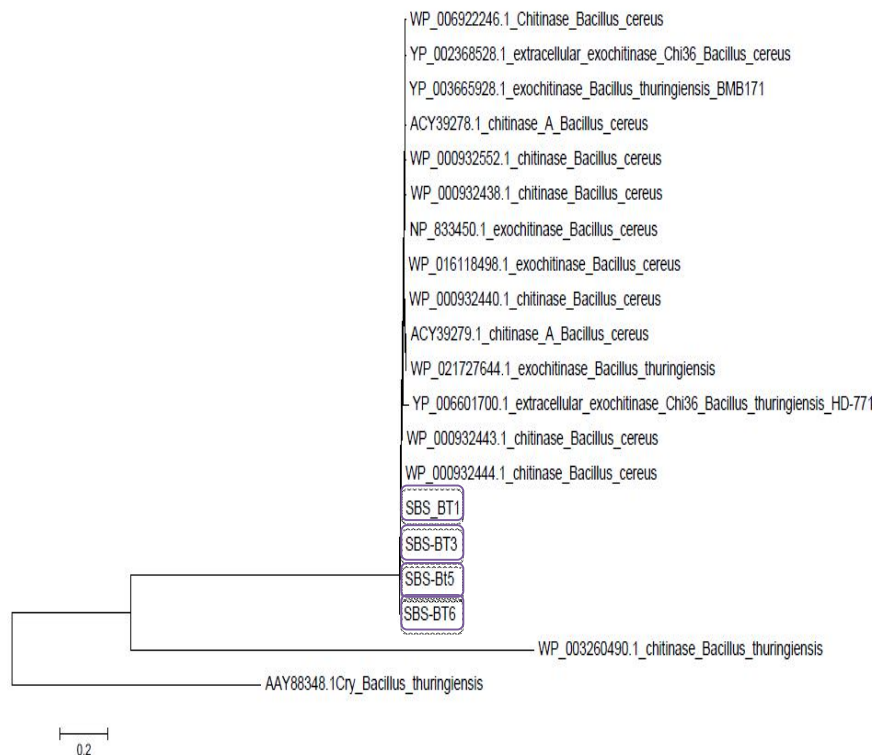 WP_006922246.1_Chitinase_Bacillus_cereus
YP_002368528.1_extracellular_exochitinase_Chi36_Bacillus_cereus
YP_003665928.1_exochitinase_Bacillus_thuringiensis_BMB171
ACY39278.1_chitinase_A_Bacillus_cereus
WP_000932552.1_chitinase_Bacillus_cereus
WP_000932438.1_chitinase_Bacillus_cereus
NP_833450.1_exochitinase_Bacillus_cereus
WP_016118498.1_exochitinase_Bacillus_cereus
WP_000932440.1_chitinase_Bacillus_cereus
ACY39279.1_chitinase_A_Bacillus_cereus
WP_021727644.1_exochitinase_Bacillus_thuringiensis
YP_006601700.1_extracellular_exochitinase_Chi36_Bacillus_thuringiensis_HD-771
WP_000932443.1_chitinase_Bacillus_cereus
WP_000932444.1_chitinase_Bacillus_cereus
SBS_BT1
SBS-BT3
SBS-Bt5
SBS-BT6
WP_003260490.1_chitinase_Bacillus_thuringiensis
AAY88348.1Cry_Bacillus_thuringiensis
0.2